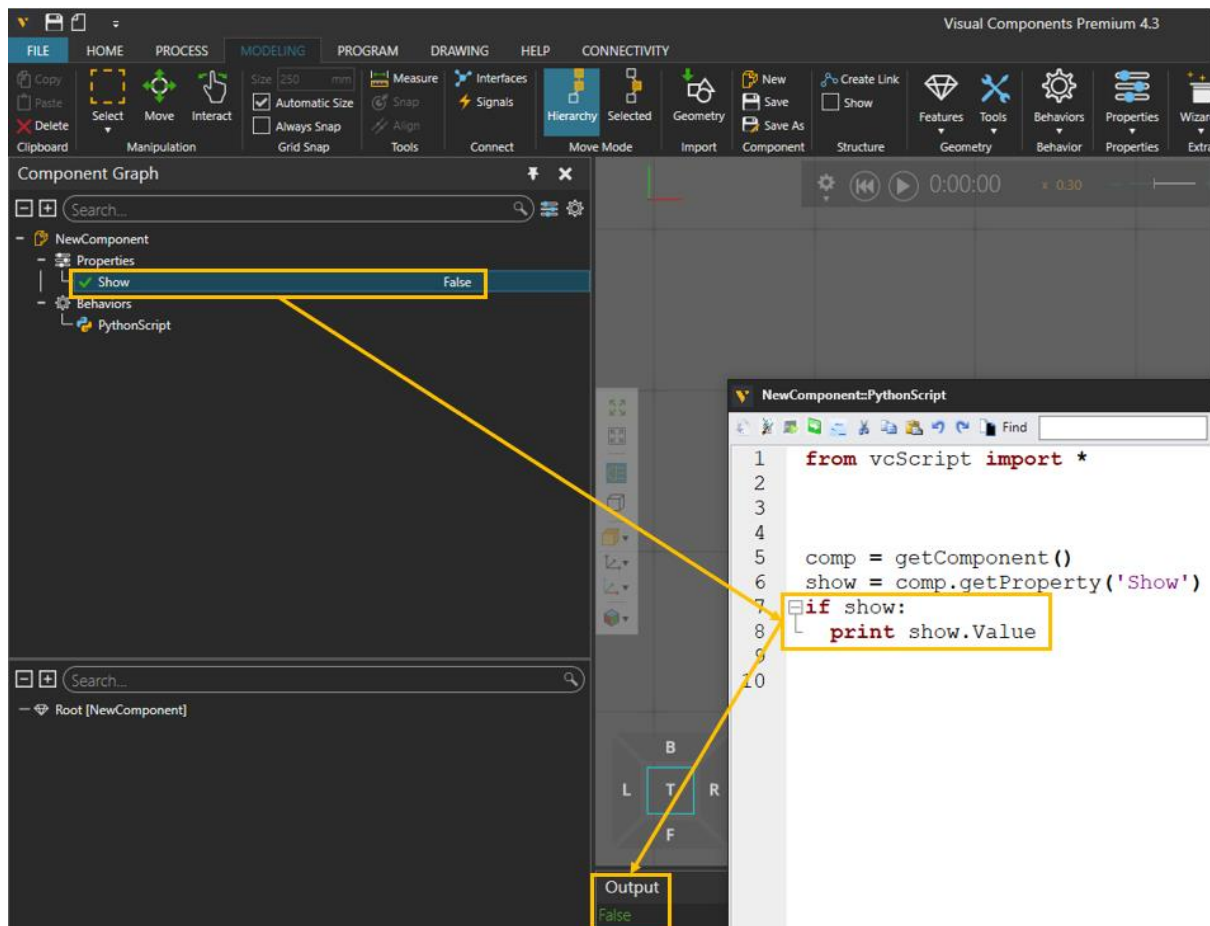 Visual Components Premium 4.3
FILE HOME PROCESS MODELING PROGRAM DRAWING HELP CONNECTIVITY
Copy
Paste
Delete
Clipboard
Select Move Interact
Manipulation
Size 250 mm
Automatic Size
Always Snap
Grid Snap
Measure
Snap
Align
Tools
Interfaces
Signals
Connect
Hierarchy Selected
Move Mode
Geometry
Import
New
Save
Save As
Component
Create Link
Show
Structure
Features Tools
Geometry
Behaviors
Behavior
Properties
Properties
Wizar
Extra
Component Graph
Search...
NewComponent
Properties
Show False
Behaviors
PythonScript
0:00:00 x 0.30
NewComponent::PythonScript
Find
1 from vcScript import *
2
3
4
5 comp = getComponent()
6 show = comp.getProperty('Show')
7 if show:
8 print show.Value
9
10
Search...
Root [NewComponent]
B
L T R
F
Output
False